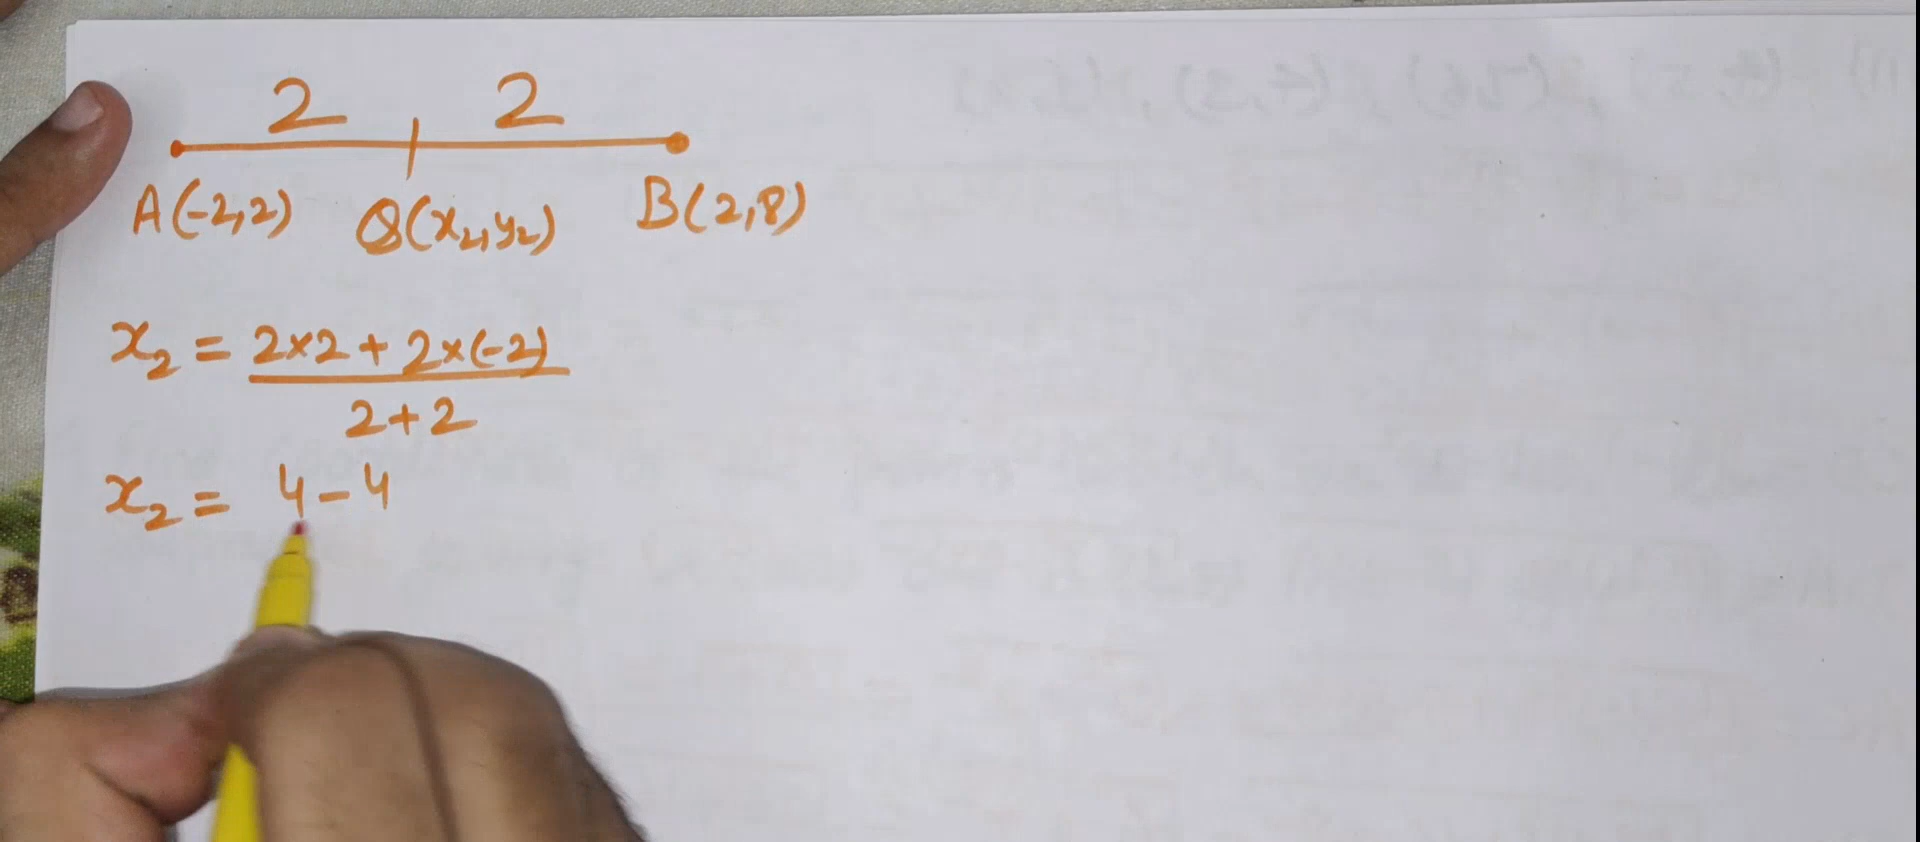 2 2
A(-2,2) Q(x₂,y₂) B(2,8)
x₂ = 2×2 + 2×(-2)
2+2
x₂ = 4-4